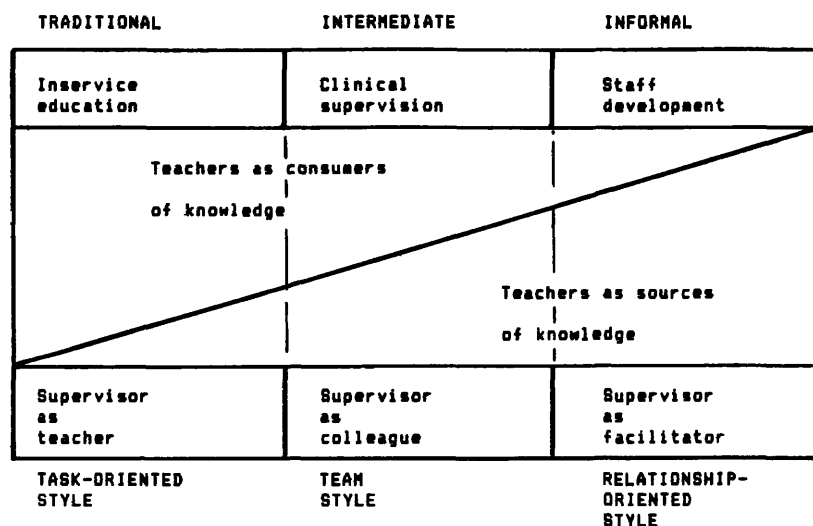 TRADITIONAL INTERMEDIATE INFORMAL
Inservice education
Clinical supervision
Staff development
Teachers as consumers
of knowledge
Teachers as sources
of knowledge
Supervisor
as
teacher
Supervisor
as
colleague
Supervisor
as
facilitator
TASK-ORIENTED
STYLE
TEAM
STYLE
RELATIONSHIP-
ORIENTED
STYLE